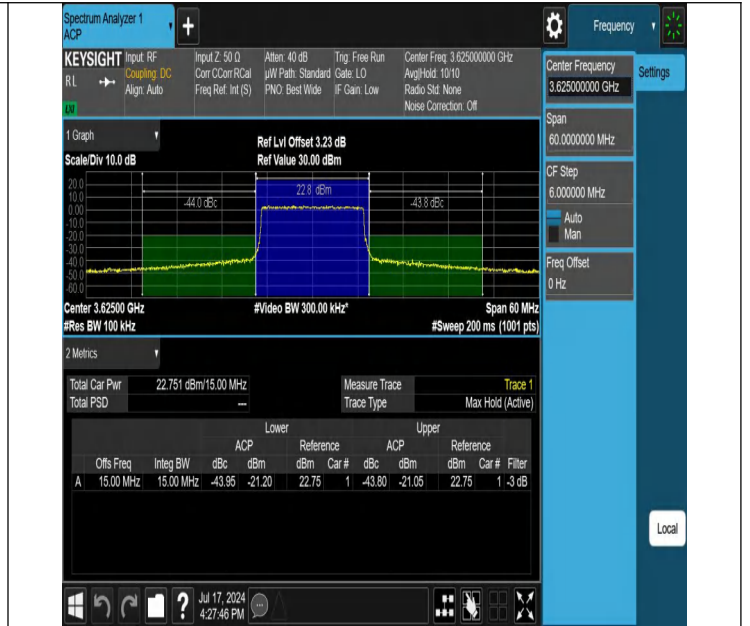 Spectrum Analyzer 1
ACP
Frequency
KEYSIGHT
RL
LXI
Input: RF
Coupling: DC
Align: Auto
Input Z: 50 Ω
Corr CCorr RCal
Freq Ref: Int (S)
Atten: 40 dB
µW Path: Standard
PNO: Best Wide
Trig: Free Run
Gate: LO
IF Gain: Low
Center Freq: 3.625000000 GHz
Avg|Hold: 10/10
Radio Std: None
Noise Correction: Off
Center Frequency
3.625000000 GHz
Settings
Span
60.0000000 MHz
CF Step
6.000000 MHz
Auto
Man
Freq Offset
0 Hz
1 Graph
Scale/Div 10.0 dB
Ref Lvl Offset 3.23 dB
Ref Value 30.00 dBm
20.0
10.0
0.00
-10.0
-20.0
-30.0
-40.0
-50.0
-60.0
-44.0 dBc
22.8 dBm
-43.8 dBc
Center 3.62500 GHz
#Video BW 300.00 kHz*
Span 60 MHz
#Res BW 100 kHz
#Sweep 200 ms (1001 pts)
2 Metrics
Total Car Pwr 22.751 dBm/15.00 MHz
Total PSD ---
Measure Trace Trace 1
Trace Type Max Hold (Active)
Lower Upper
ACP Reference ACP Reference
Offs Freq Integ BW dBc dBm dBm Car # dBc dBm dBm Car # Filter
A 15.00 MHz 15.00 MHz -43.95 -21.20 22.75 1 -43.80 -21.05 22.75 1 -3 dB
Local
?
Jul 17, 2024
4:27:46 PM